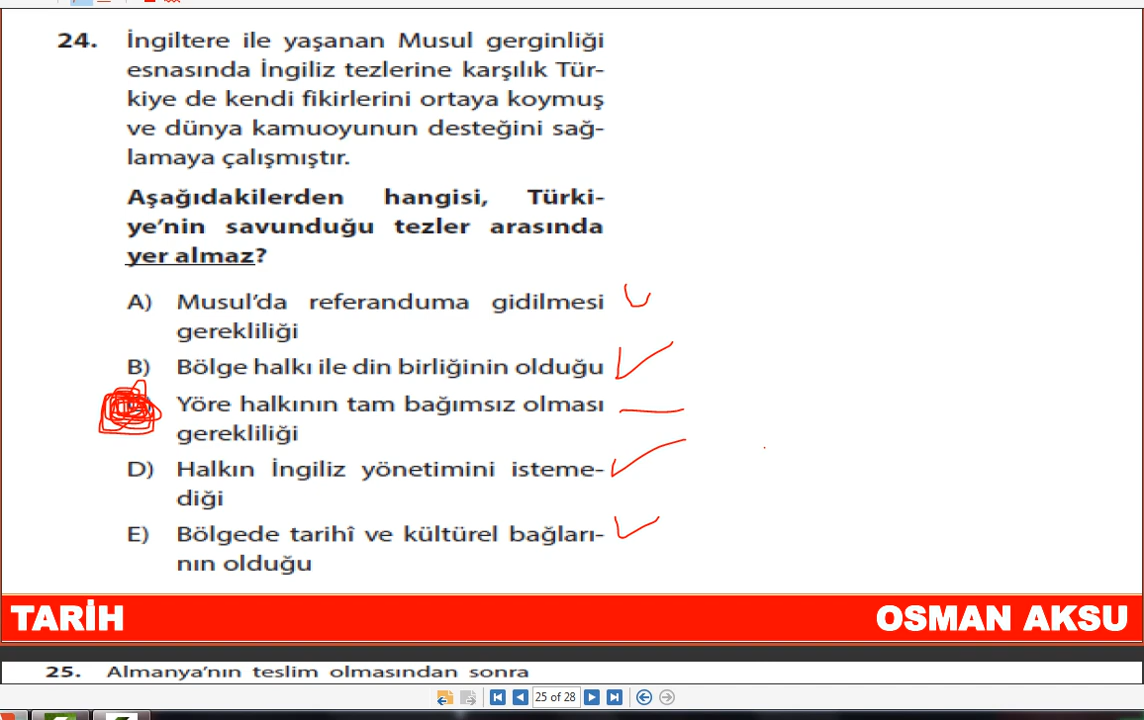 24. İngiltere ile yaşanan Musul gerginliği
esnasında İngiliz tezlerine karşılık Tür-
kiye de kendi fikirlerini ortaya koymuş
ve dünya kamuoyunun desteğini sağ-
lamaya çalışmıştır.
Aşağıdakilerden hangisi, Türki-
ye'nin savunduğu tezler arasında
yer almaz?
A) Musul'da referanduma gidilmesi
gerekliliği
B) Bölge halkı ile din birliğinin olduğu
Yöre halkının tam bağımsız olması
gerekliliği
D) Halkın İngiliz yönetimini isteme-
diği
E) Bölgede tarihî ve kültürel bağları-
nın olduğu
TARİH OSMAN AKSU
25. Almanya'nın teslim olmasından sonra
25 of 28